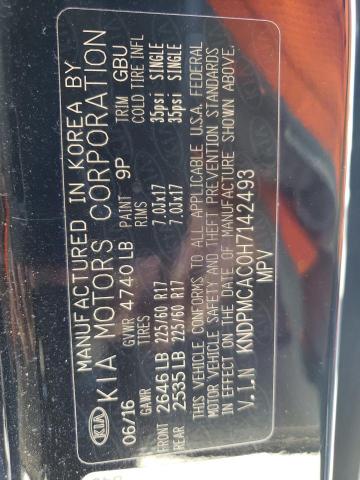 MANUFACTURED IN KOREA BY
KIA KIA MOTORS CORPORATION
06/16 GVWR 4740LB PAINT 9P TRIM GBU
GAWR TIRES RIMS COLD TIRE INFL
FRONT 2646LB 225/60 R17 7.0JX17 35psi SINGLE
REAR 2535LB 225/60 R17 7.0JX17 35psi SINGLE
THIS VEHICLE CONFORMS TO ALL APPLICABLE U.S.A. FEDERAL
MOTOR VEHICLE SAFETY AND THEFT PREVENTION STANDARDS
IN EFFECT ON THE DATE OF MANUFACTURE SHOWN ABOVE.
V.I.N KNDPMCAC0H7142493
MPV